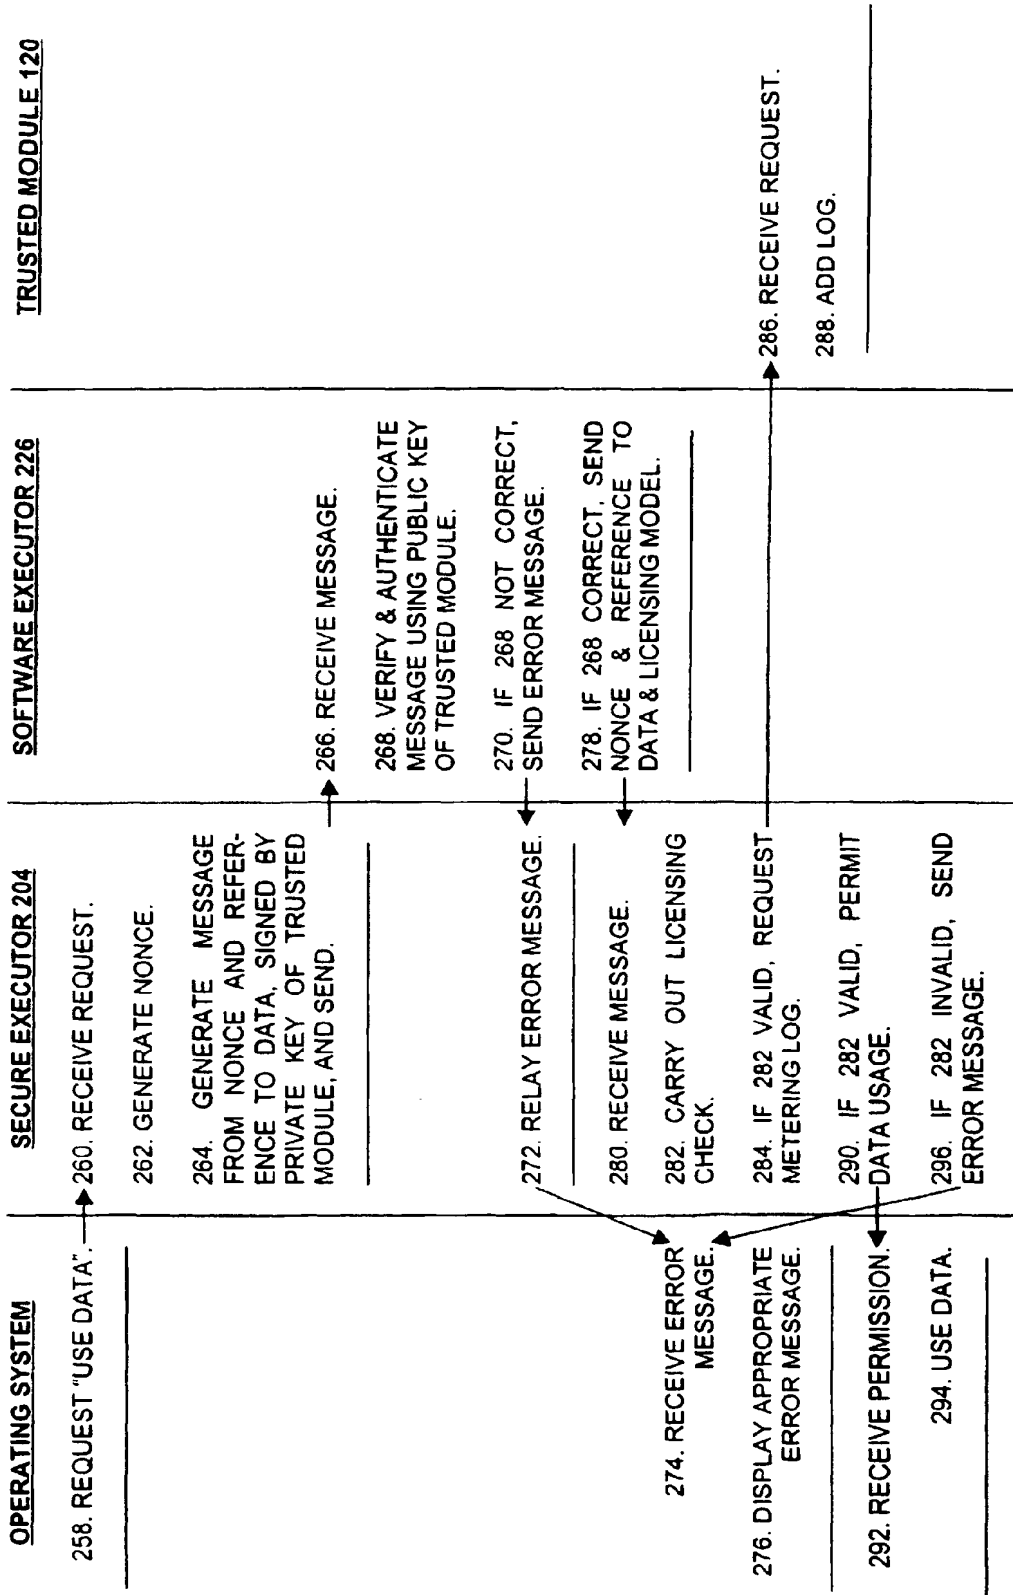 OPERATING SYSTEM
258. REQUEST "USE DATA".
274. RECEIVE ERROR
MESSAGE.
276. DISPLAY APPROPRIATE
ERROR MESSAGE.
292. RECEIVE PERMISSION.
294. USE DATA.
SECURE EXECUTOR 204
260. RECEIVE REQUEST.
262. GENERATE NONCE.
264. GENERATE MESSAGE
FROM NONCE AND REFER-
ENCE TO DATA, SIGNED BY
PRIVATE KEY OF TRUSTED
MODULE, AND SEND.
272. RELAY ERROR MESSAGE.
280. RECEIVE MESSAGE.
282. CARRY OUT LICENSING
CHECK.
284. IF 282 VALID, REQUEST
METERING LOG.
290. IF 282 VALID, PERMIT
DATA USAGE.
296. IF 282 INVALID, SEND
ERROR MESSAGE.
SOFTWARE EXECUTOR 226
266. RECEIVE MESSAGE.
268. VERIFY & AUTHENTICATE
MESSAGE USING PUBLIC KEY
OF TRUSTED MODULE.
270. IF 268 NOT CORRECT,
SEND ERROR MESSAGE.
278. IF 268 CORRECT, SEND
NONCE & REFERENCE TO
DATA & LICENSING MODEL.
TRUSTED MODULE 120
286. RECEIVE REQUEST.
288. ADD LOG.